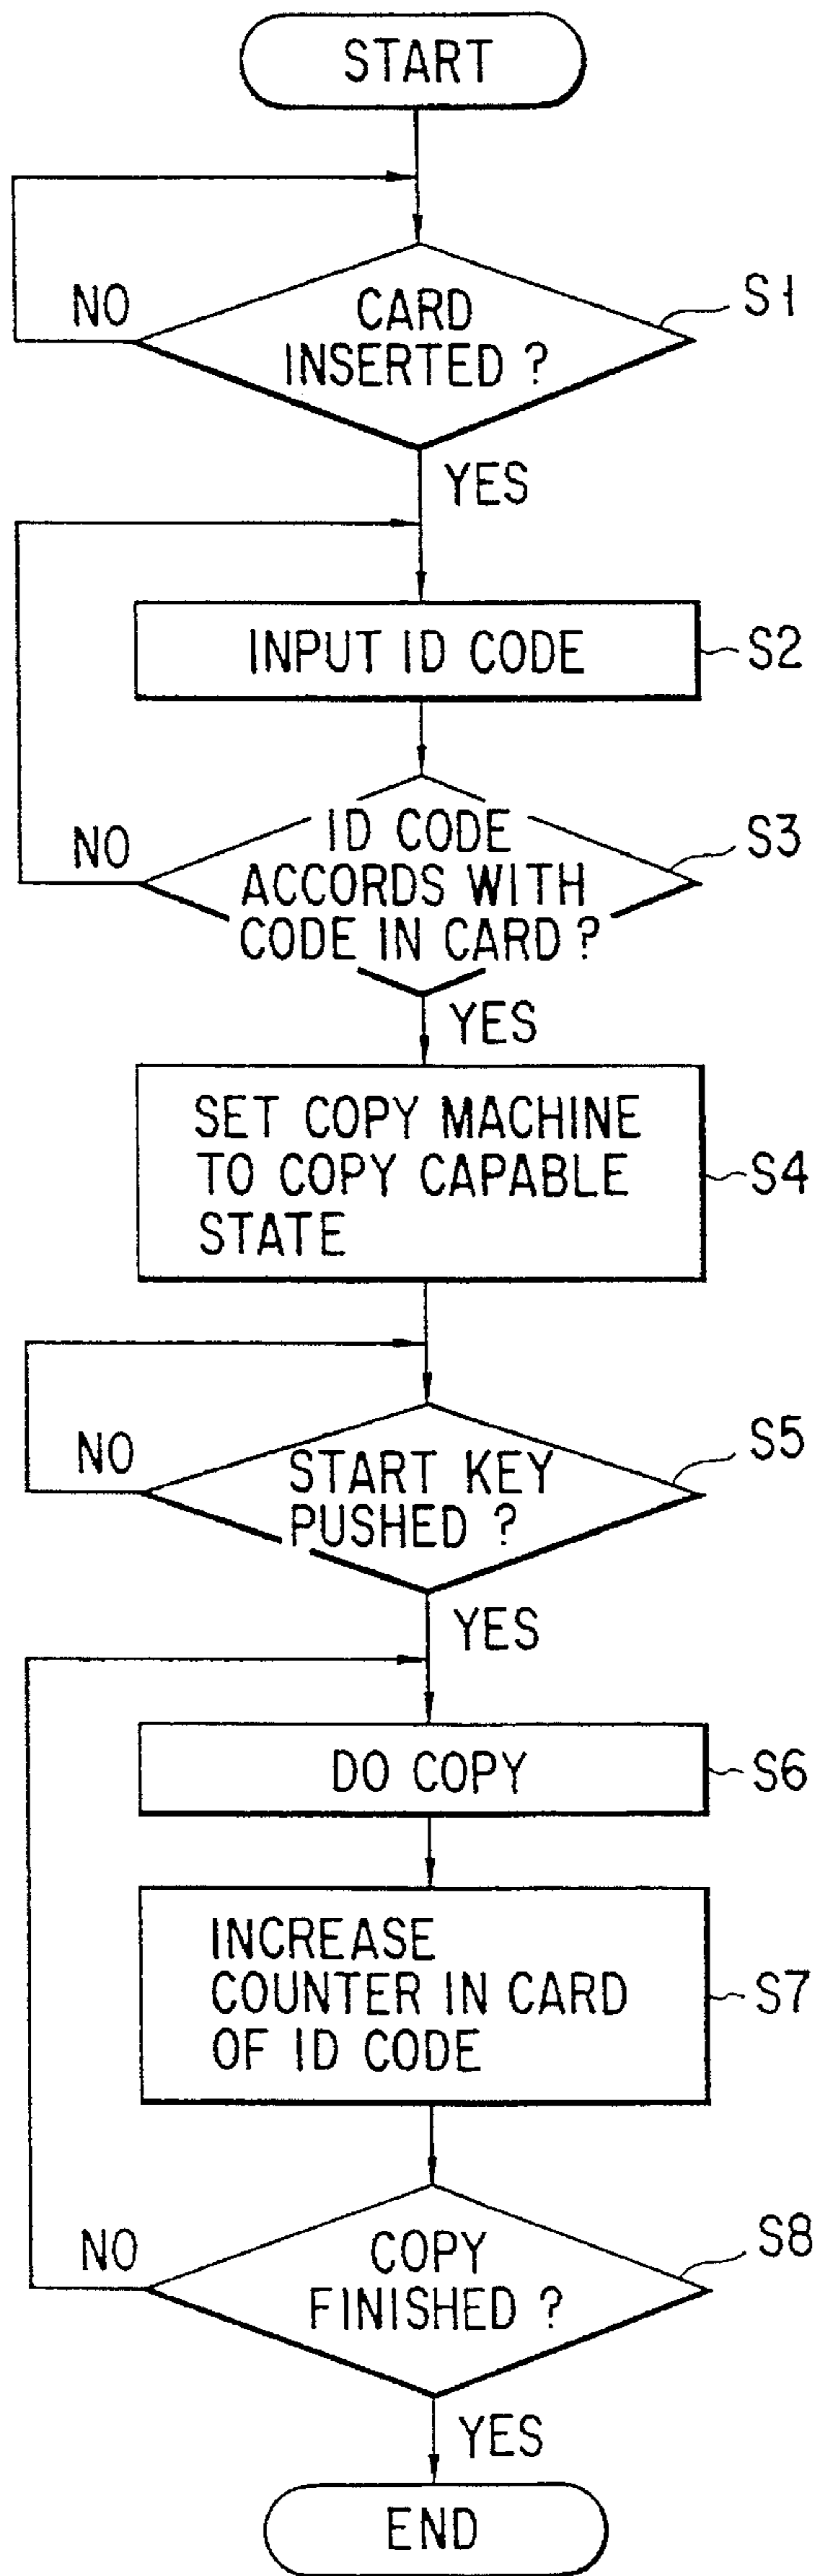 START
NO
CARD
INSERTED ?
S1
YES
INPUT ID CODE
S2
NO
ID CODE
ACCORDS WITH
CODE IN CARD ?
S3
YES
SET COPY MACHINE
TO COPY CAPABLE
STATE
S4
NO
START KEY
PUSHED ?
S5
YES
DO COPY
S6
INCREASE
COUNTER IN CARD
OF ID CODE
S7
NO
COPY
FINISHED ?
S8
YES
END